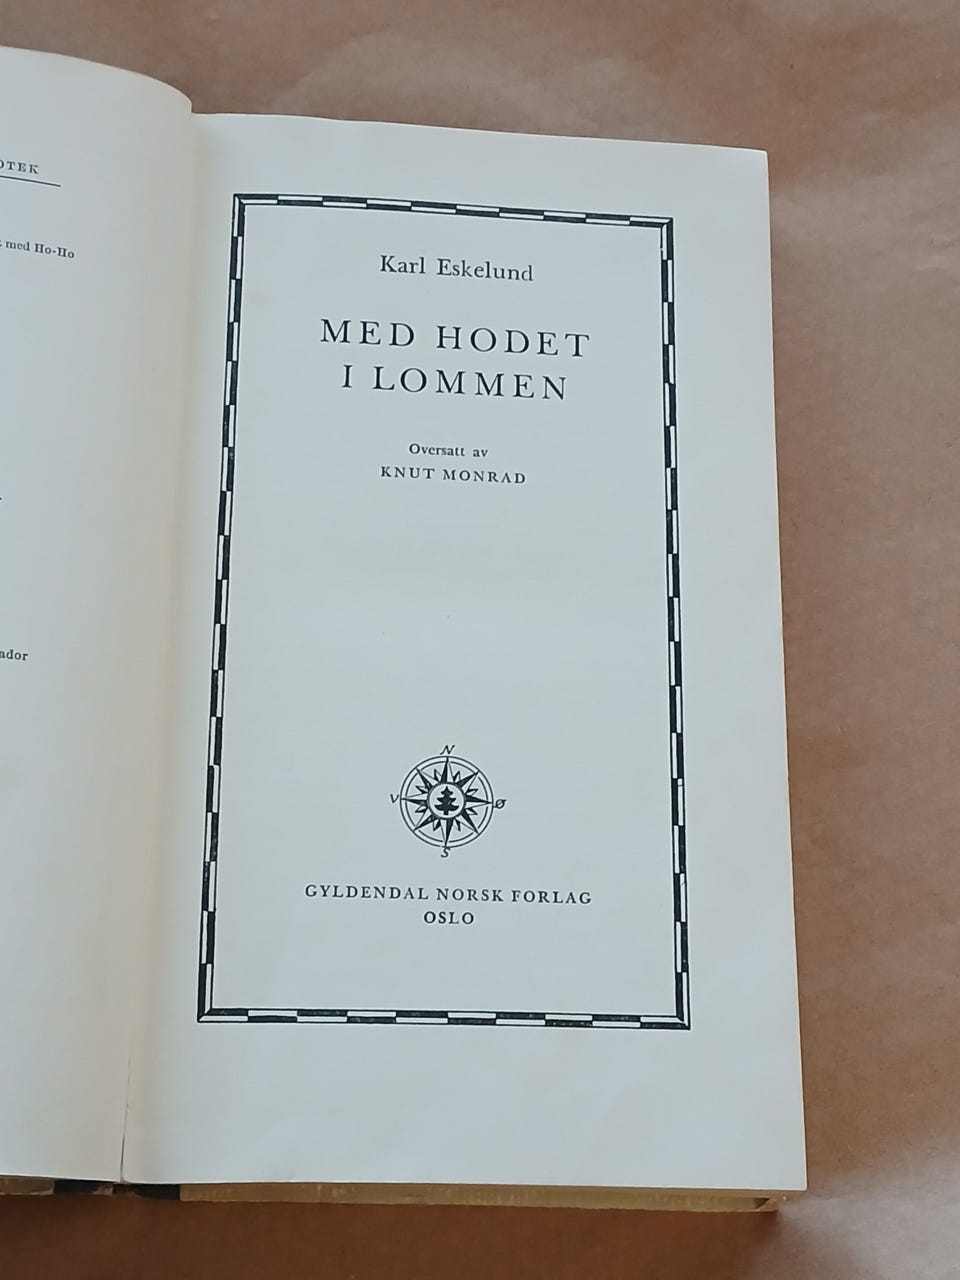 OTEK
med Ho-Ho
ador
Karl Eskelund
MED HODET
I LOMMEN
Oversatt av
KNUT MONRAD
N
V Ø
S
GYLDENDAL NORSK FORLAG
OSLO